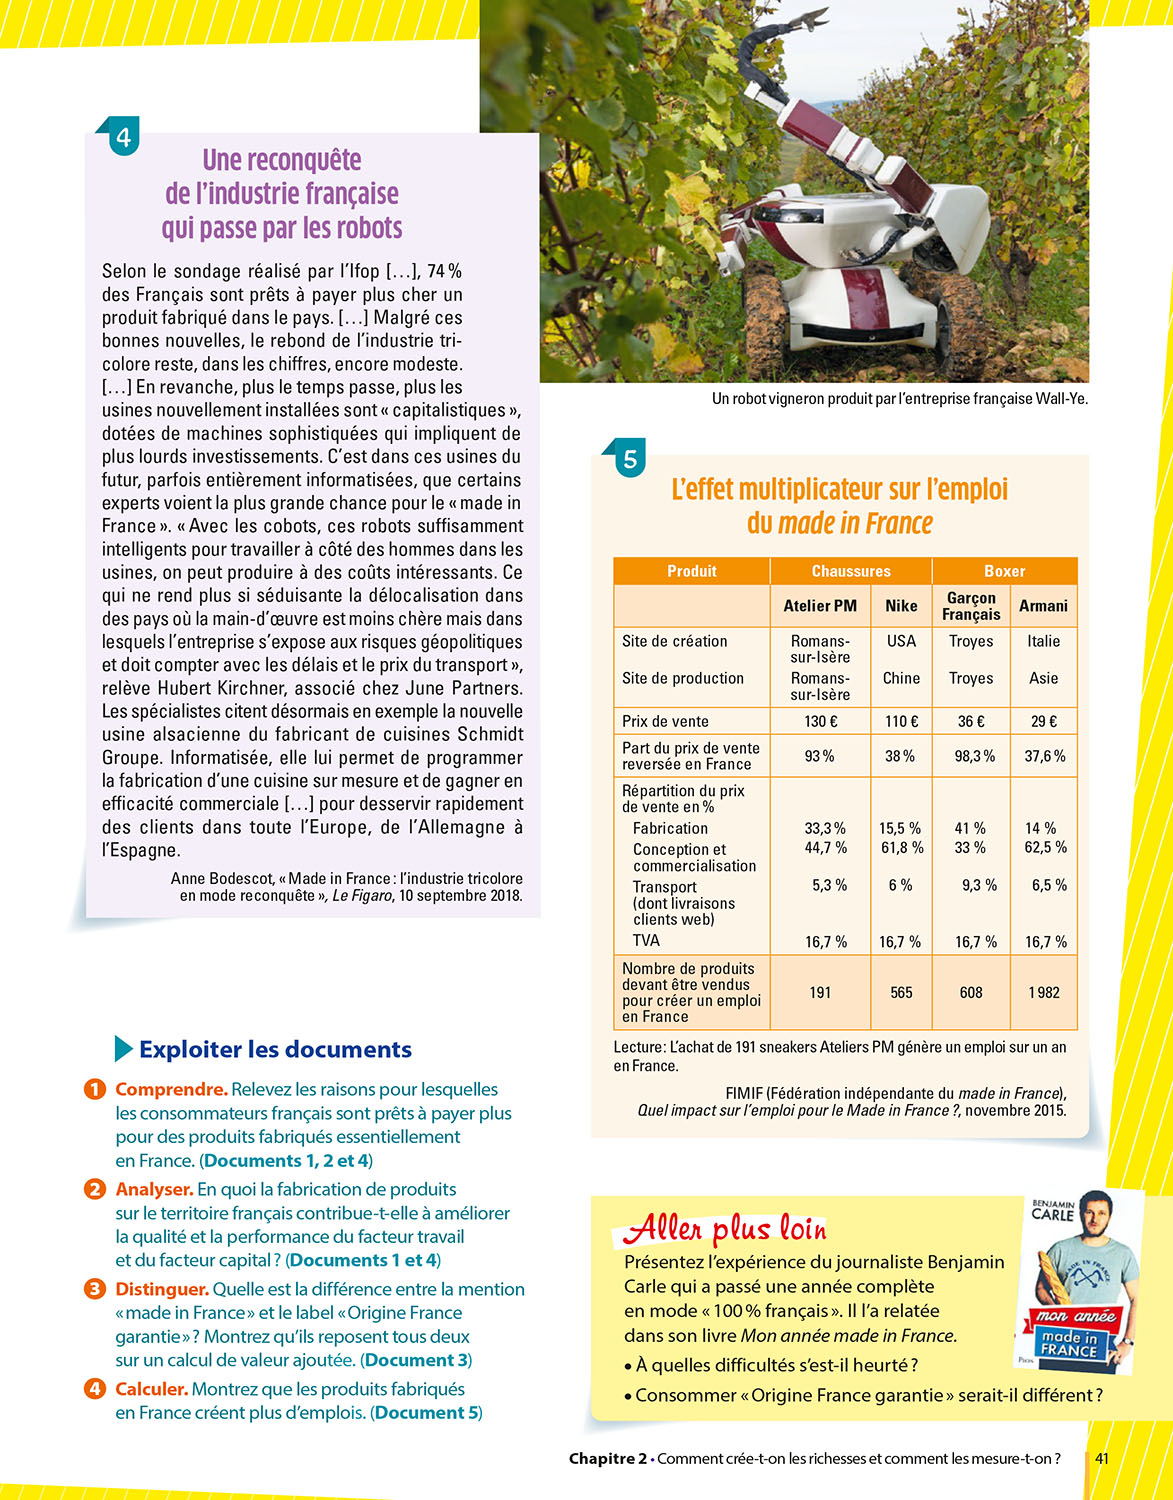 4
Une reconquête
de l'industrie française
qui passe par les robots
Selon le sondage réalisé par l'Ifop […], 74 %
des Français sont prêts à payer plus cher un
produit fabriqué dans le pays. […] Malgré ces
bonnes nouvelles, le rebond de l'industrie tri-
colore reste, dans les chiffres, encore modeste.
[…] En revanche, plus le temps passe, plus les
usines nouvellement installées sont « capitalistiques »,
dotées de machines sophistiquées qui impliquent de
plus lourds investissements. C'est dans ces usines du
futur, parfois entièrement informatisées, que certains
experts voient la plus grande chance pour le « made in
France ». « Avec les cobots, ces robots suffisamment
intelligents pour travailler à côté des hommes dans les
usines, on peut produire à des coûts intéressants. Ce
qui ne rend plus si séduisante la délocalisation dans
des pays où la main-d'œuvre est moins chère mais dans
lesquels l'entreprise s'expose aux risques géopolitiques
et doit compter avec les délais et le prix du transport »,
relève Hubert Kirchner, associé chez June Partners.
Les spécialistes citent désormais en exemple la nouvelle
usine alsacienne du fabricant de cuisines Schmidt
Groupe. Informatisée, elle lui permet de programmer
la fabrication d'une cuisine sur mesure et de gagner en
efficacité commerciale […] pour desservir rapidement
des clients dans toute l'Europe, de l'Allemagne à
l'Espagne.
Anne Bodescot, « Made in France : l'industrie tricolore
en mode reconquête », Le Figaro, 10 septembre 2018.
Un robot vigneron produit par l'entreprise française Wall-Ye.
5
L'effet multiplicateur sur l'emploi
du made in France
Produit Chaussures Boxer
Atelier PM Nike Garçon Français Armani
Site de création Romans-sur-Isère USA Troyes Italie
Site de production Romans-sur-Isère Chine Troyes Asie
Prix de vente 130 € 110 € 36 € 29 €
Part du prix de vente reversée en France 93 % 38 % 98,3 % 37,6 %
Répartition du prix de vente en %
Fabrication 33,3 % 15,5 % 41 % 14 %
Conception et commercialisation 44,7 % 61,8 % 33 % 62,5 %
Transport (dont livraisons clients web) 5,3 % 6 % 9,3 % 6,5 %
TVA 16,7 % 16,7 % 16,7 % 16,7 %
Nombre de produits devant être vendus pour créer un emploi en France 191 565 608 1 982
Lecture : L'achat de 191 sneakers Ateliers PM génère un emploi sur un an
en France.
FIMIF (Fédération indépendante du made in France),
Quel impact sur l'emploi pour le Made in France ?, novembre 2015.
Exploiter les documents
1 Comprendre. Relevez les raisons pour lesquelles
les consommateurs français sont prêts à payer plus
pour des produits fabriqués essentiellement
en France. (Documents 1, 2 et 4)
2 Analyser. En quoi la fabrication de produits
sur le territoire français contribue-t-elle à améliorer
la qualité et la performance du facteur travail
et du facteur capital ? (Documents 1 et 4)
3 Distinguer. Quelle est la différence entre la mention
« made in France » et le label « Origine France
garantie » ? Montrez qu'ils reposent tous deux
sur un calcul de valeur ajoutée. (Document 3)
4 Calculer. Montrez que les produits fabriqués
en France créent plus d'emplois. (Document 5)
Aller plus loin
Présentez l'expérience du journaliste Benjamin
Carle qui a passé une année complète
en mode « 100 % français ». Il l'a relatée
dans son livre Mon année made in France.
• À quelles difficultés s'est-il heurté ?
• Consommer « Origine France garantie » serait-il différent ?
BENJAMIN
CARLE
MADE IN FRANCE
mon année
made in
FRANCE
PLON
Chapitre 2 • Comment crée-t-on les richesses et comment les mesure-t-on ? 41